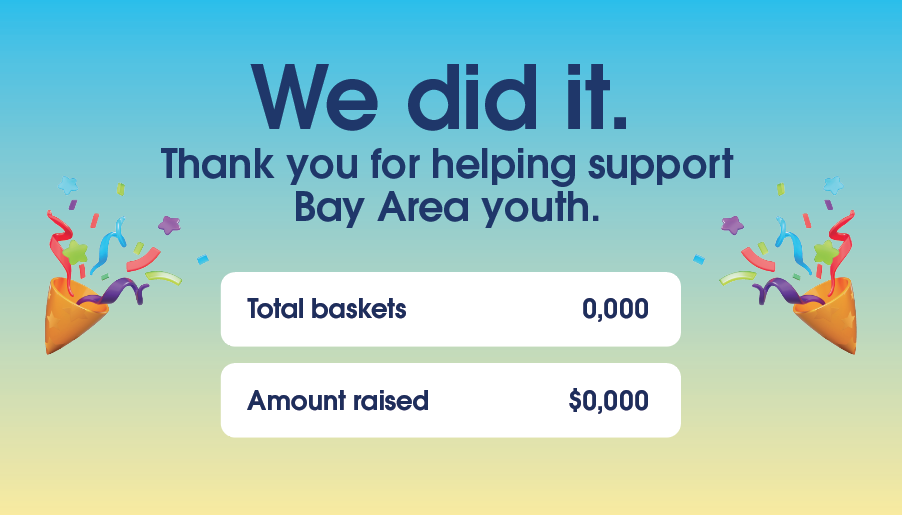 We did it.
Thank you for helping support
Bay Area youth.
Total baskets 0,000
Amount raised $0,000